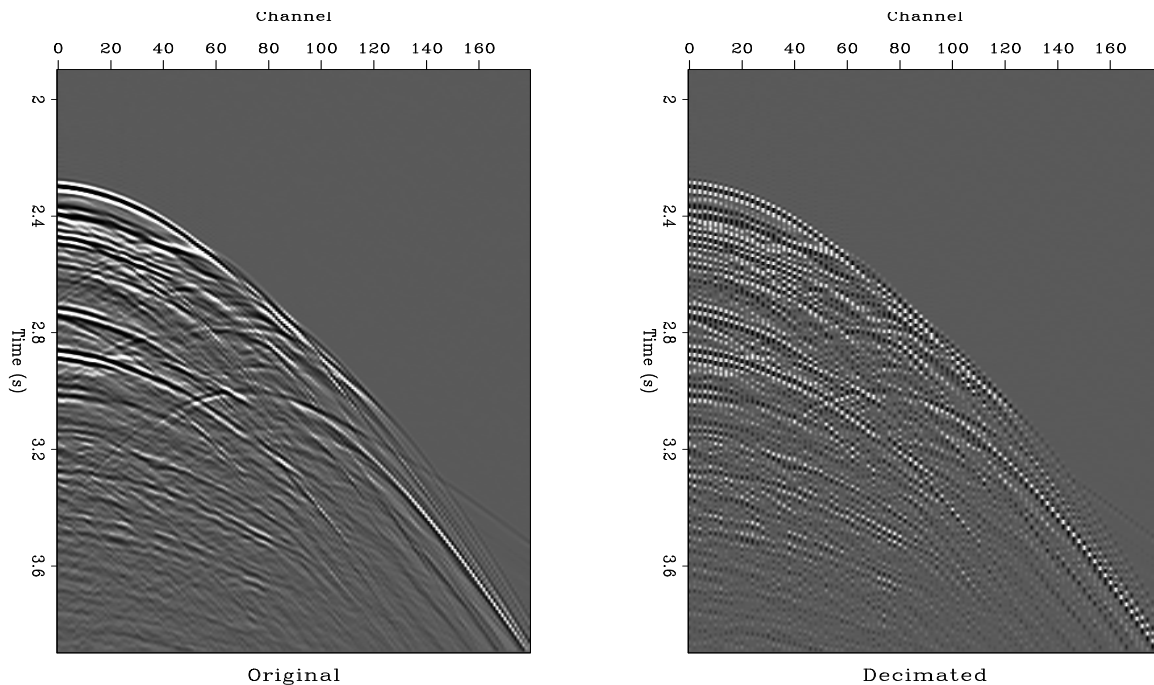 Channel Channel
0 20 40 60 80 100 120 140 160 0 20 40 60 80 100 120 140 160
2 2
2.4 2.4
2.8 2.8
Time (s) Time (s)
3.2 3.2
3.6 3.6
Original Decimated